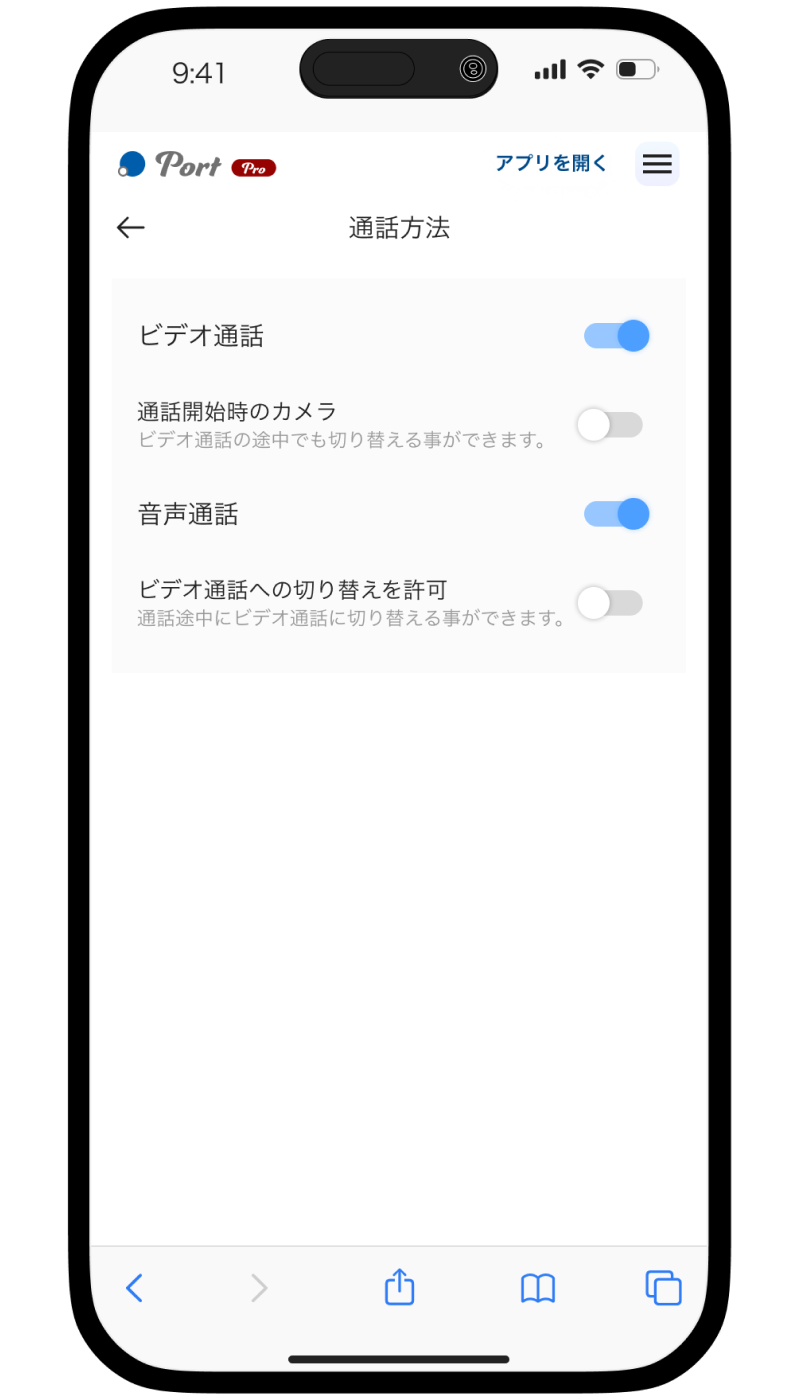 9:41
Port Pro
アプリを開く
通話方法
ビデオ通話
通話開始時のカメラ
ビデオ通話の途中でも切り替える事ができます。
音声通話
ビデオ通話への切り替えを許可
通話途中にビデオ通話に切り替える事ができます。